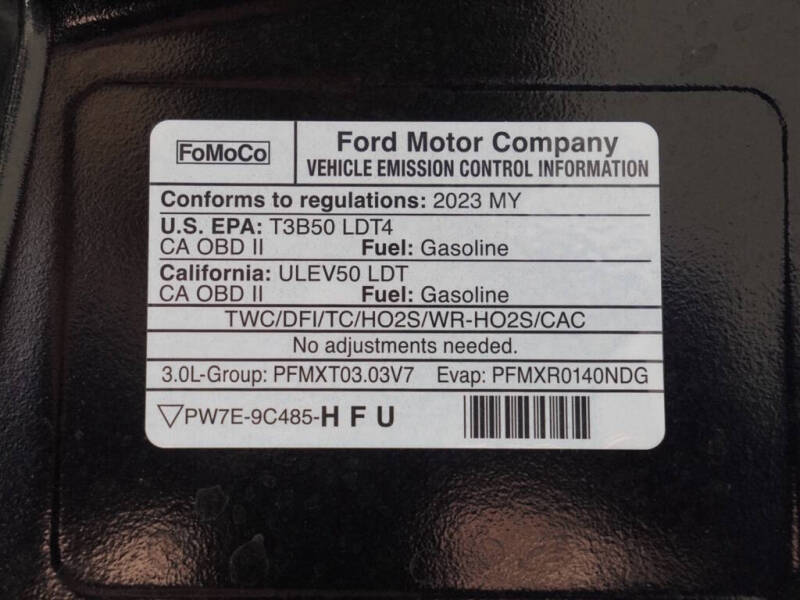 FoMoCo
Ford Motor Company
VEHICLE EMISSION CONTROL INFORMATION
Conforms to regulations: 2023 MY
U.S. EPA: T3B50 LDT4
CA OBD II Fuel: Gasoline
California: ULEV50 LDT
CA OBD II Fuel: Gasoline
TWC/DFI/TC/HO2S/WR-HO2S/CAC
No adjustments needed.
3.0L-Group: PFMXT03.03V7 Evap: PFMXR0140NDG
PW7E-9C485-HFU